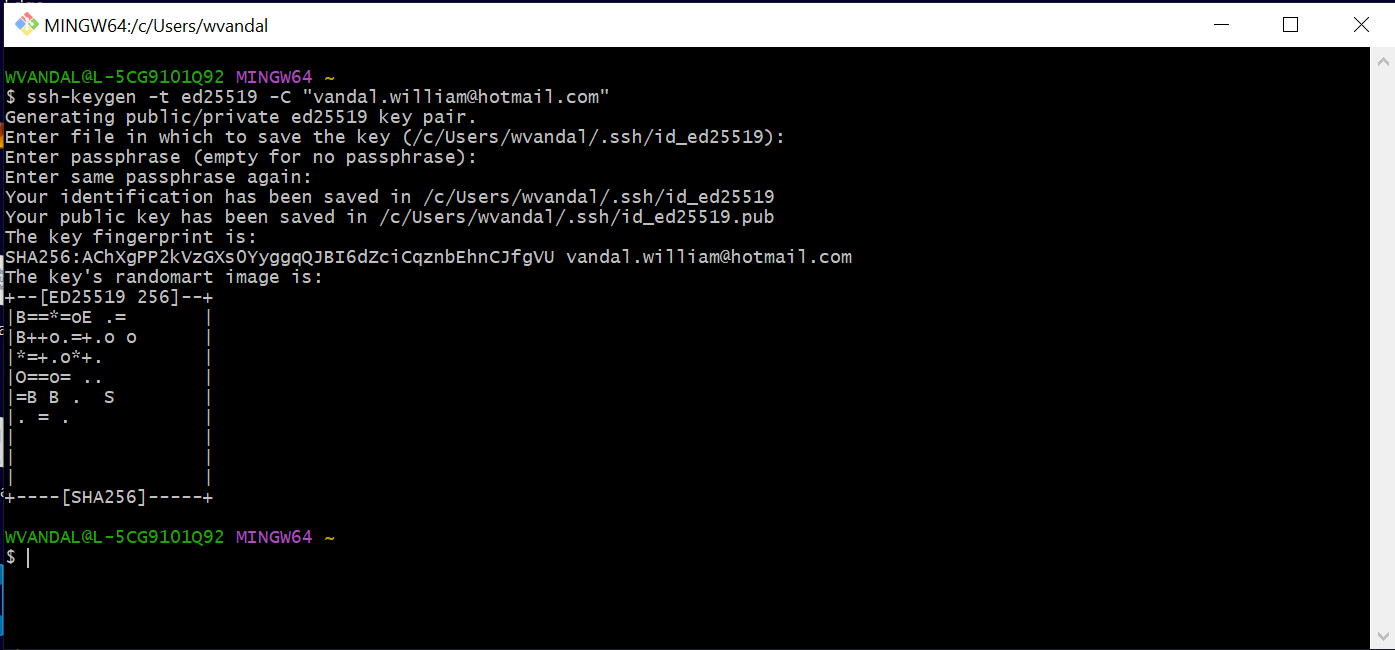 MINGW64:/c/Users/wvandal
WVANDAL@L-5CG9101Q92 MINGW64 ~
$ ssh-keygen -t ed25519 -C "vandal.william@hotmail.com"
Generating public/private ed25519 key pair.
Enter file in which to save the key (/c/Users/wvandal/.ssh/id_ed25519):
Enter passphrase (empty for no passphrase):
Enter same passphrase again:
Your identification has been saved in /c/Users/wvandal/.ssh/id_ed25519
Your public key has been saved in /c/Users/wvandal/.ssh/id_ed25519.pub
The key fingerprint is:
SHA256:AChXgPP2kVzGXsOYyggqQJBI6dZciCqznbEhnCJfgVU vandal.william@hotmail.com
The key's randomart image is:
+--[ED25519 256]--+
|B==*=oE .=       |
|B++o.=+.o o      |
|*=+.o*+.         |
|O==o= ..         |
|=B B .  S        |
|. = .            |
|                 |
|                 |
|                 |
+----[SHA256]-----+
WVANDAL@L-5CG9101Q92 MINGW64 ~
$